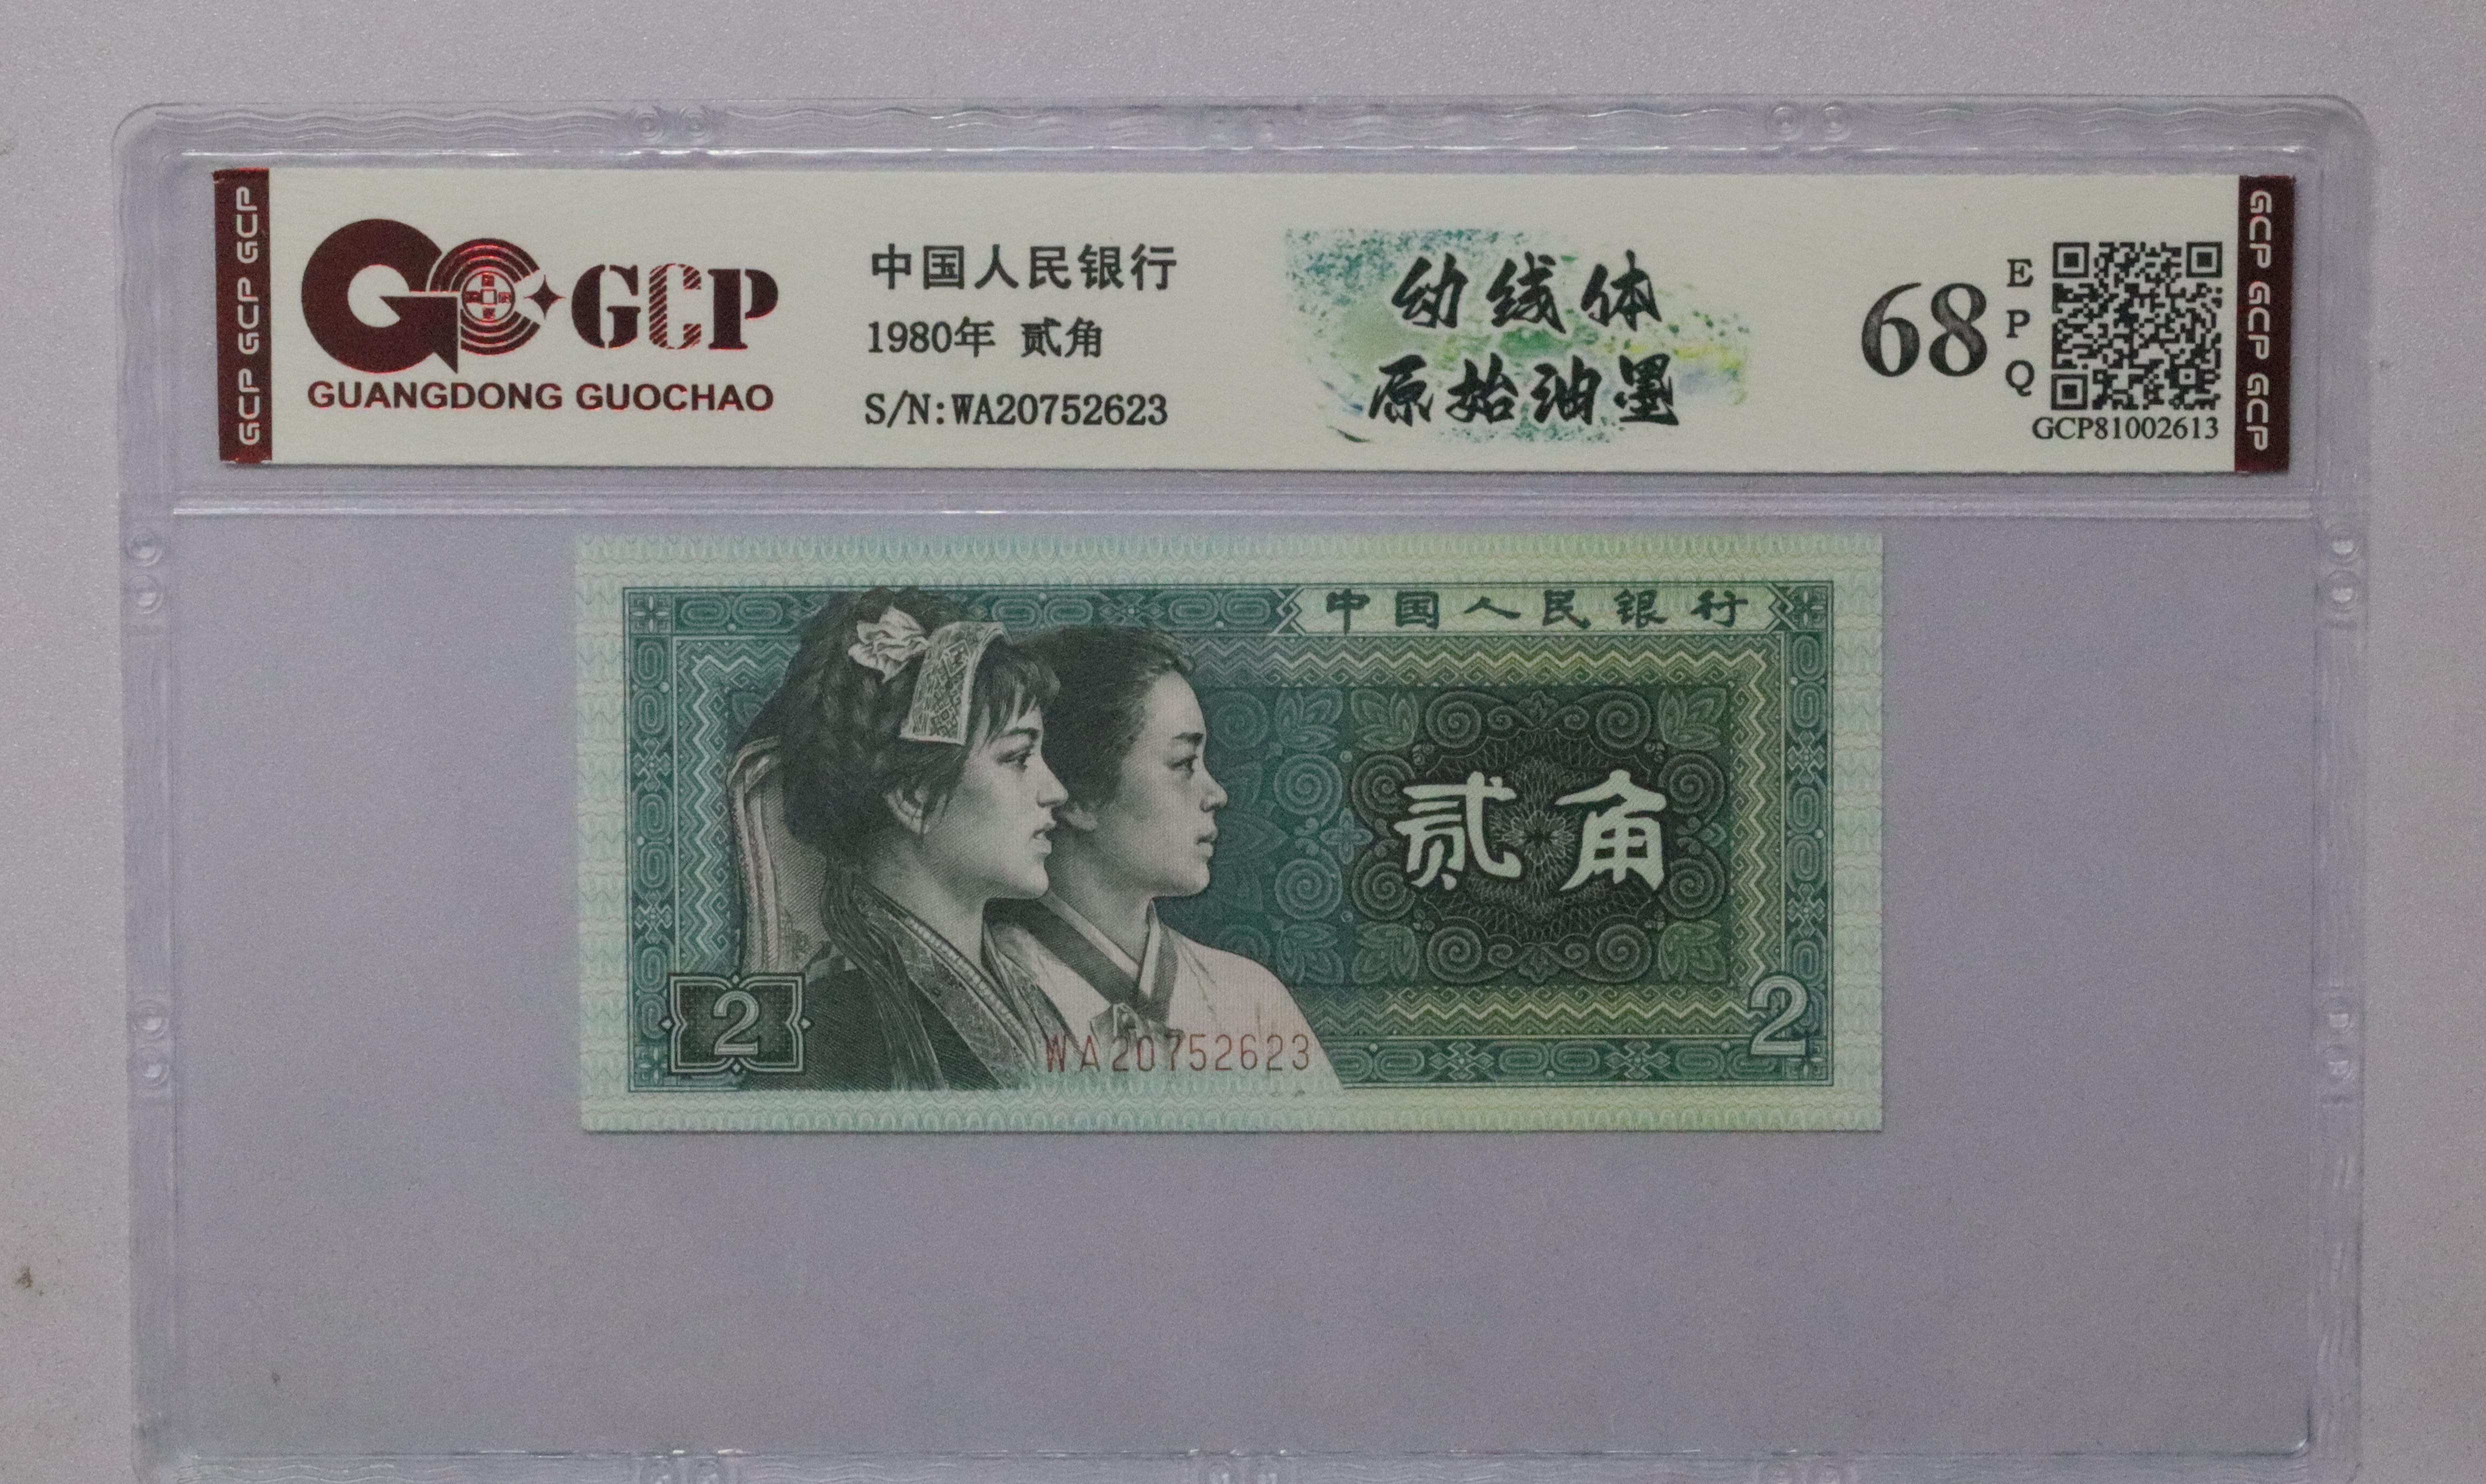 GCP GCP GCP
GCP
GUANGDONG GUOCHAO
中国人民银行
1980年 贰角
S/N:WA20752623
幼线体
原始油墨
68
E
P
Q
GCP81002613
GCP GCP GCP
中国人民银行
贰角
2
WA20752623
2